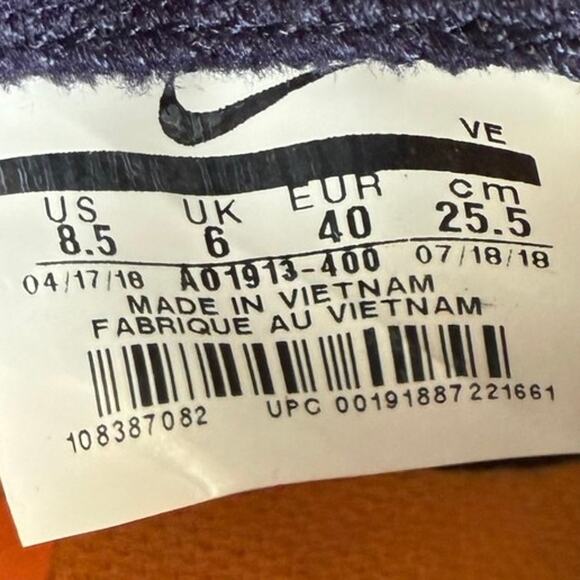 VE
US UK EUR cm
8.5 6 40 25.5
04/17/18 AO1913-400 07/18/18
MADE IN VIETNAM
FABRIQUE AU VIETNAM
108387082 UPC 00191887221661